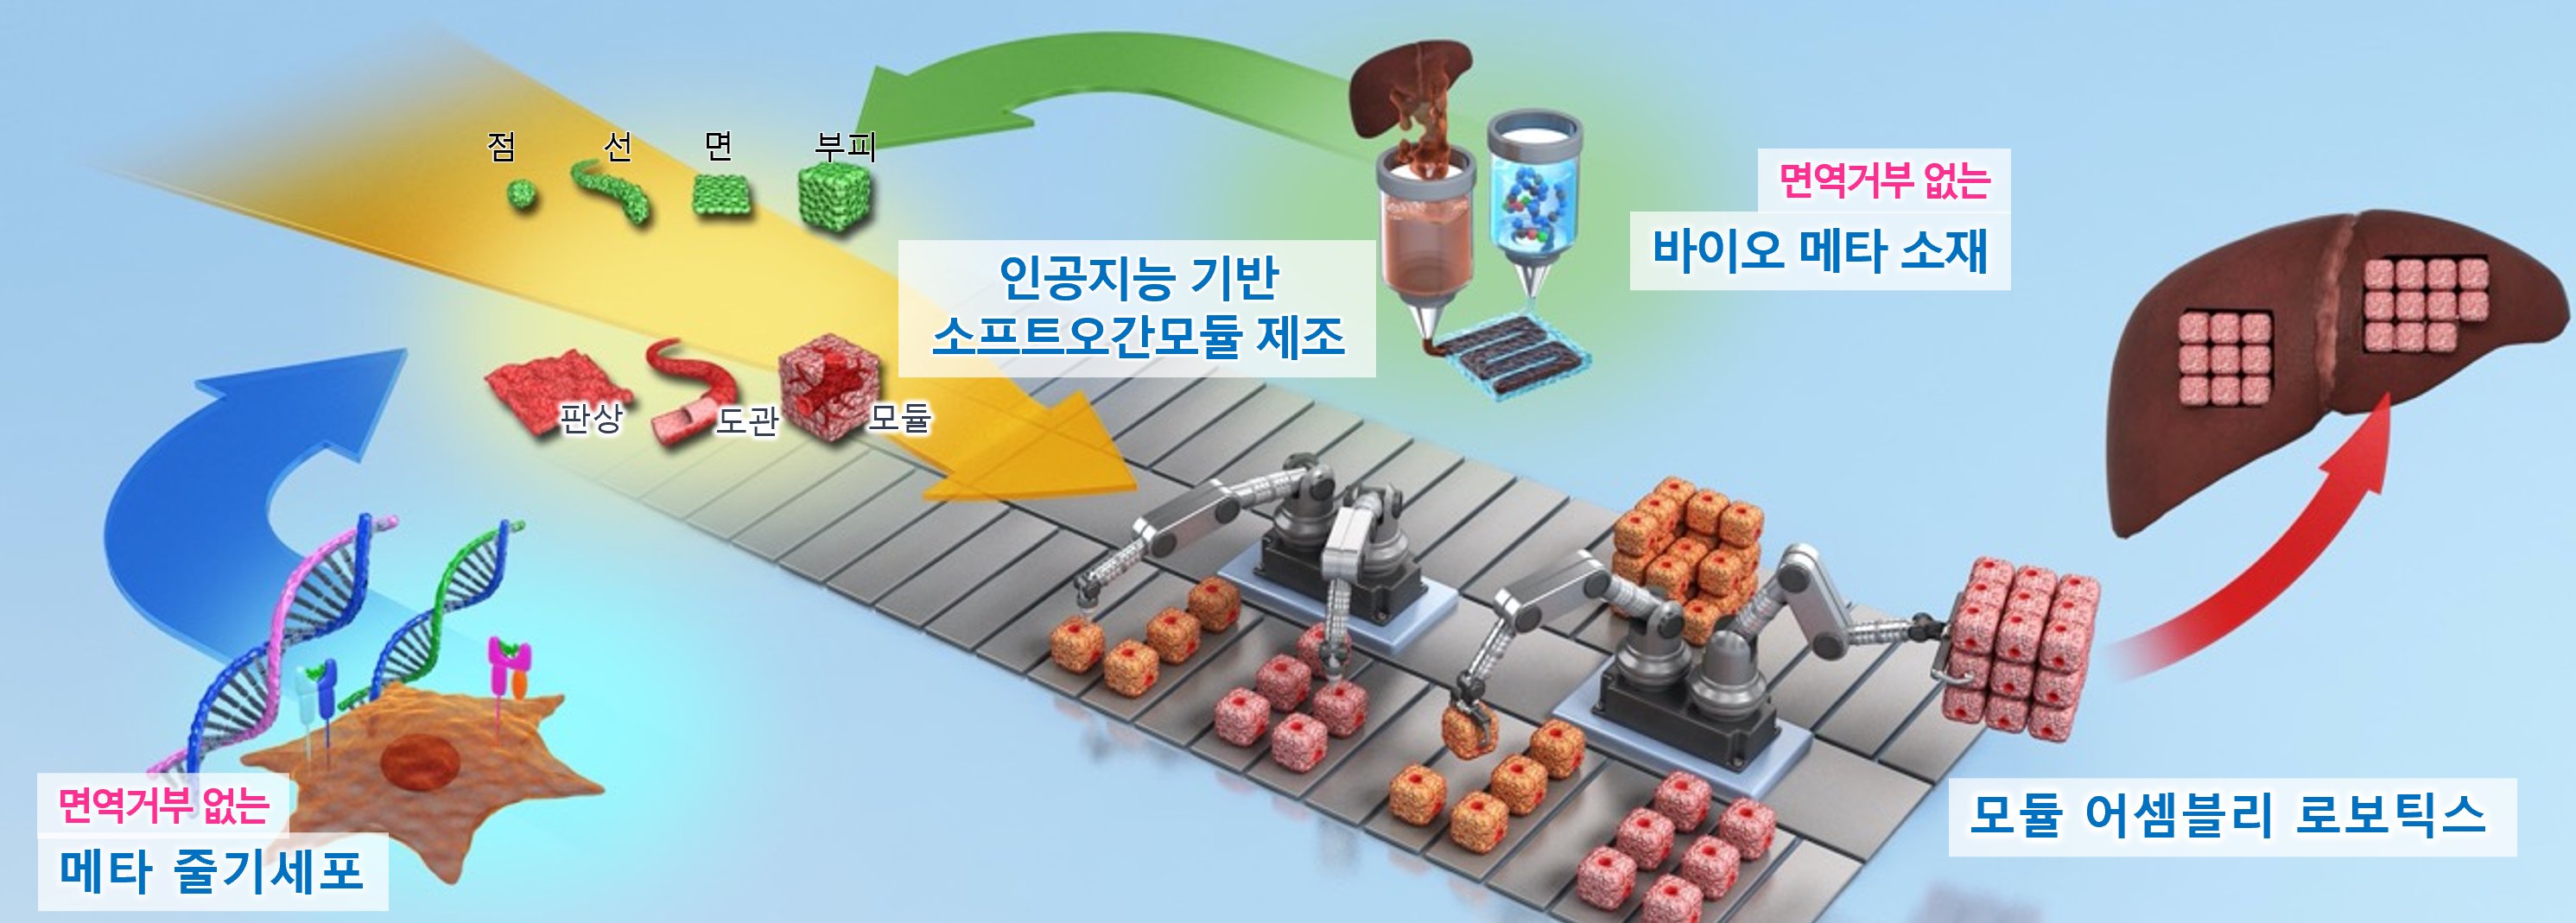 점
선
면
부피
면역거부 없는
바이오 메타 소재
인공지능 기반
소프트오간모듈 제조
판상
도관
모듈
면역거부 없는
메타 줄기세포
모듈 어셈블리 로보틱스